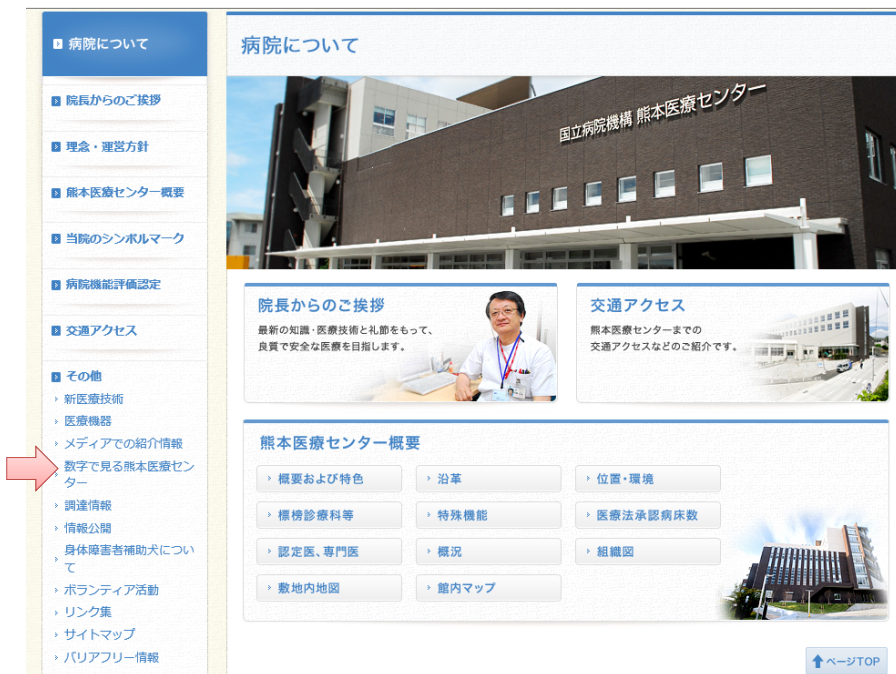 病院について
院長からのご挨拶
理念・運営方針
熊本医療センター概要
当院のシンボルマーク
病院機能評価認定
交通アクセス
その他
新医療技術
医療機器
メディアでの紹介情報
数字で見る熊本医療セン
ター
調達情報
情報公開
身体障害者補助犬につい
て
ボランティア活動
リンク集
サイトマップ
バリアフリー情報
病院について
国立病院機構 熊本医療センター
院長からのご挨拶
最新の知識・医療技術と礼節をもって、
良質で安全な医療を目指します。
交通アクセス
熊本医療センターまでの
交通アクセスなどのご紹介です。
熊本医療センター概要
概要および特色
沿革
位置・環境
標榜診療科等
特殊機能
医療法承認病床数
認定医、専門医
概況
組織図
敷地内地図
館内マップ
ページTOP